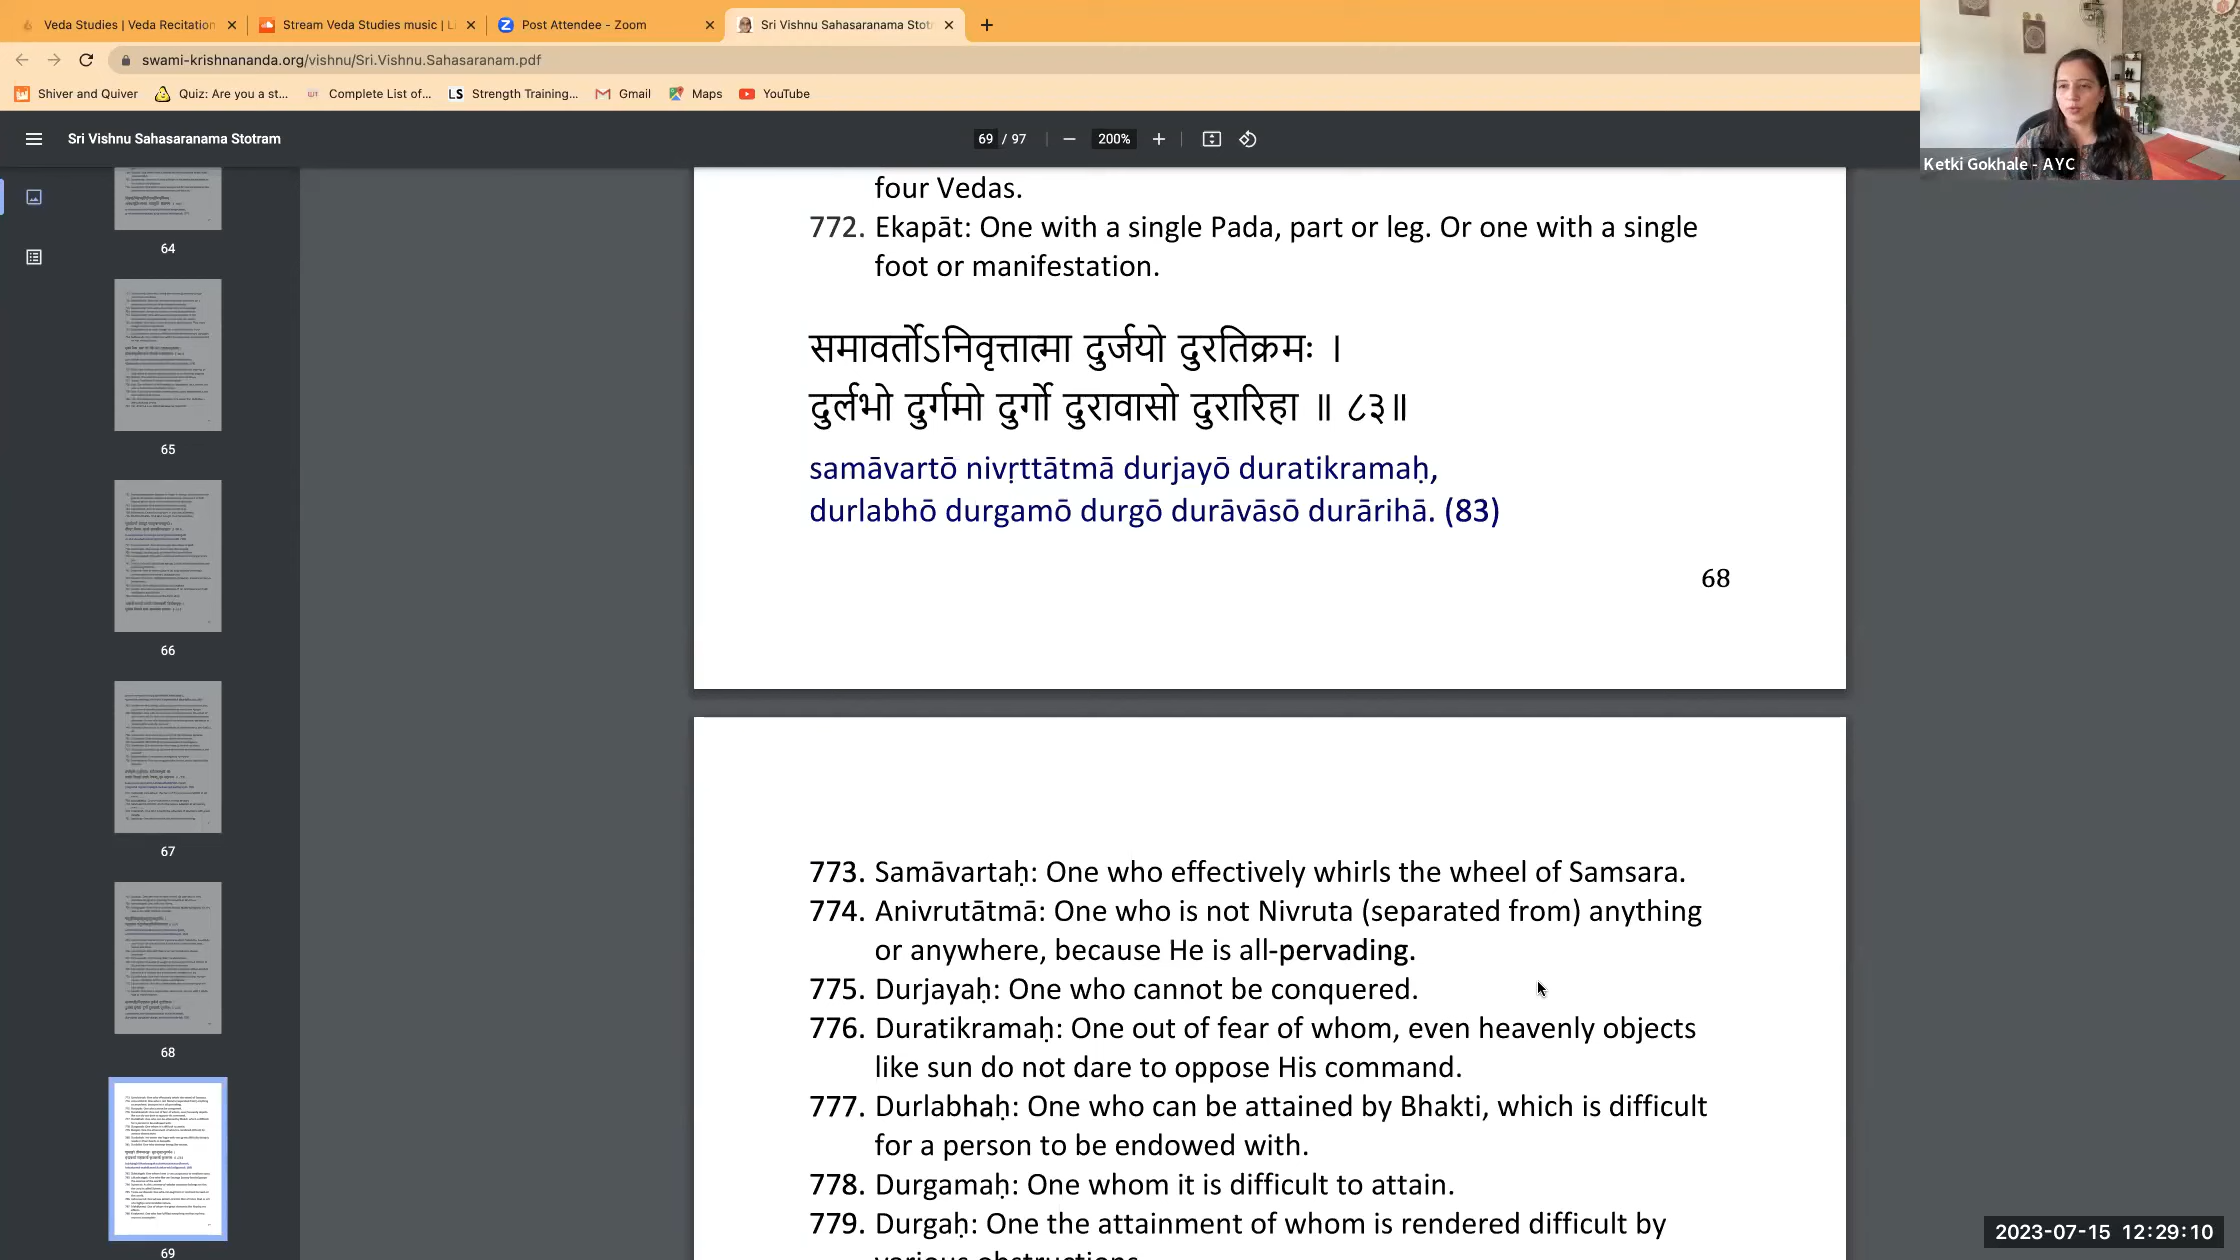 Veda Studies | Veda Recitation
Stream Veda Studies music | Li
Post Attendee - Zoom
Sri Vishnu Sahasaranama Stotr
swami-krishnananda.org/vishnu/Sri.Vishnu.Sahasaranam.pdf
Shiver and Quiver
Quiz: Are you a st...
Complete List of...
LS Strength Training...
Gmail
Maps
YouTube
Ketki Gokhale - AYC
Sri Vishnu Sahasaranama Stotram
69 / 97
200%
64
65
66
67
68
69
four Vedas.
772. Ekapāt: One with a single Pada, part or leg. Or one with a single
foot or manifestation.
समावर्तोऽनिवृत्तात्मा दुर्जयो दुरतिक्रमः ।
दुर्लभो दुर्गमो दुर्गो दुरावासो दुरारिहा ॥ ८३॥
samāvartō nivṛttātmā durjayō duratikramaḥ,
durlabhō durgamō durgō durāvāsō durārihā. (83)
68
773. Samāvartaḥ: One who effectively whirls the wheel of Samsara.
774. Anivrutātmā: One who is not Nivruta (separated from) anything
or anywhere, because He is all-pervading.
775. Durjayaḥ: One who cannot be conquered.
776. Duratikramaḥ: One out of fear of whom, even heavenly objects
like sun do not dare to oppose His command.
777. Durlabhaḥ: One who can be attained by Bhakti, which is difficult
for a person to be endowed with.
778. Durgamaḥ: One whom it is difficult to attain.
779. Durgaḥ: One the attainment of whom is rendered difficult by
various obstructions.
2023-07-15 12:29:10